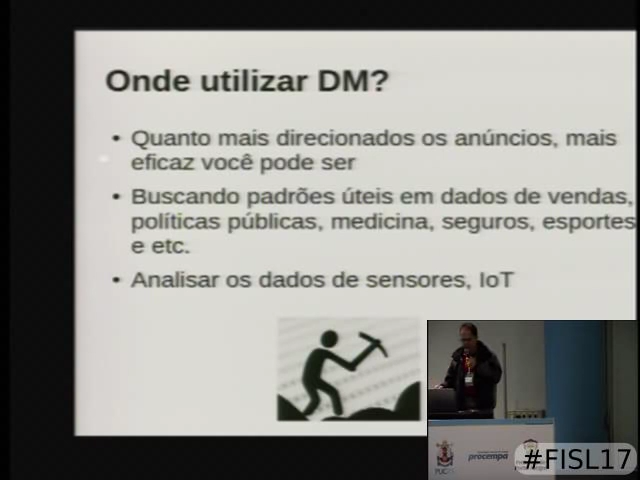 Onde utilizar DM?
• Quanto mais direcionados os anúncios, mais
eficaz você pode ser
• Buscando padrões úteis em dados de vendas,
políticas públicas, medicina, seguros, esportes
e etc.
• Analisar os dados de sensores, IoT
procempa
#FISL17